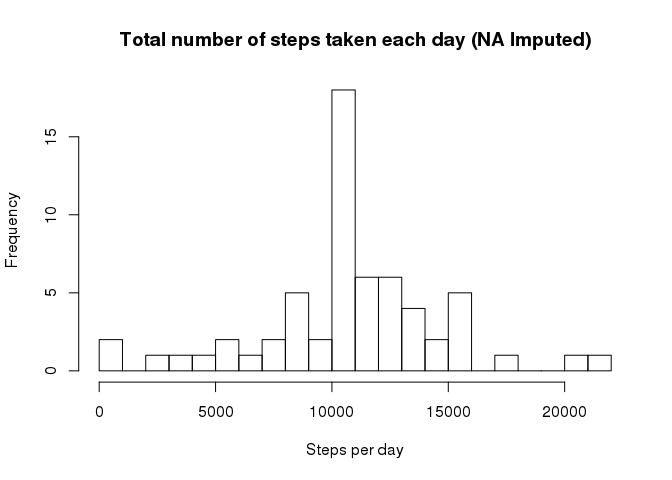 Total number of steps taken each day (NA Imputed)
15
10
5
0
Frequency
0 5000 10000 15000 20000
Steps per day